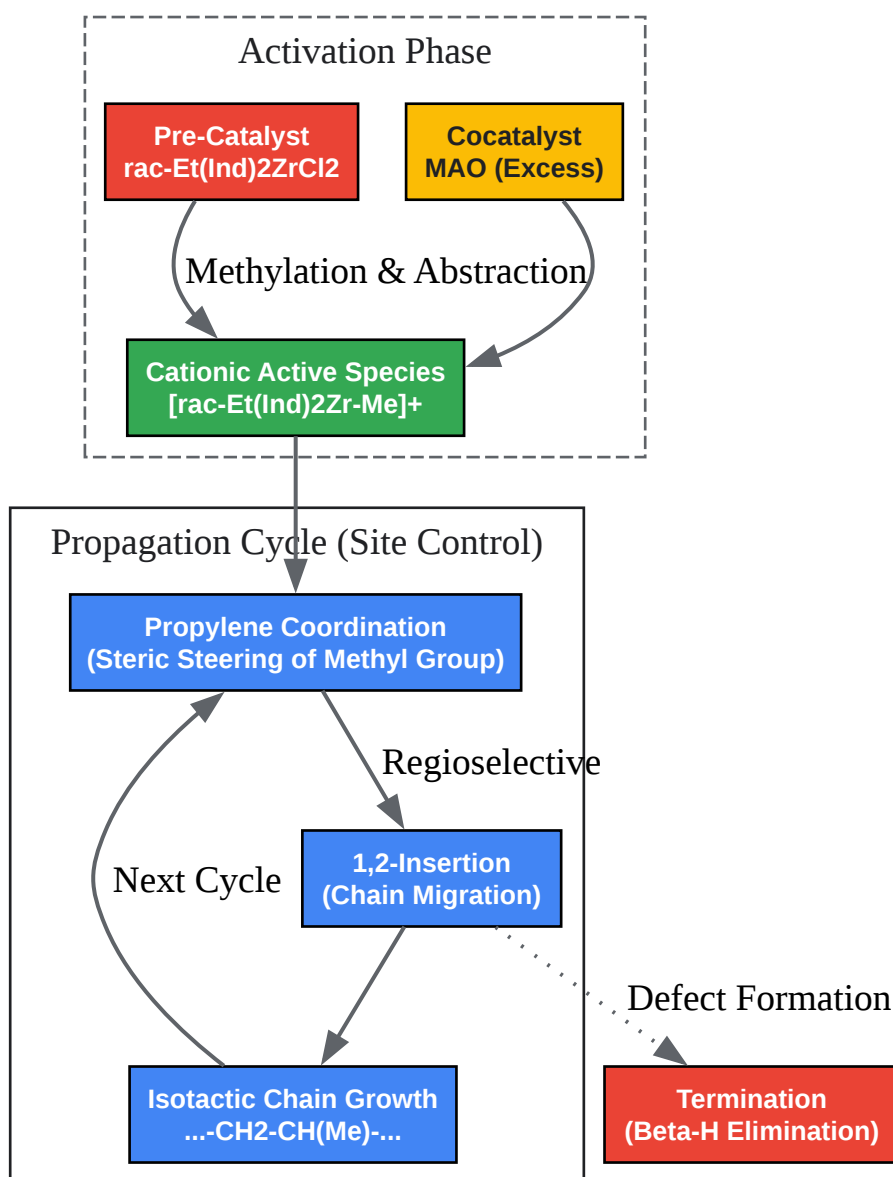 Activation Phase
Pre-Catalyst
rac-Et(Ind)2ZrCl2
Cocatalyst
MAO (Excess)
Methylation & Abstraction
Cationic Active Species
[rac-Et(Ind)2Zr-Me]+
Propagation Cycle (Site Control)
Propylene Coordination
(Steric Steering of Methyl Group)
Regioselective
1,2-Insertion
(Chain Migration)
Next Cycle
Defect Formation
Isotactic Chain Growth
...-CH2-CH(Me)-...
Termination
(Beta-H Elimination)